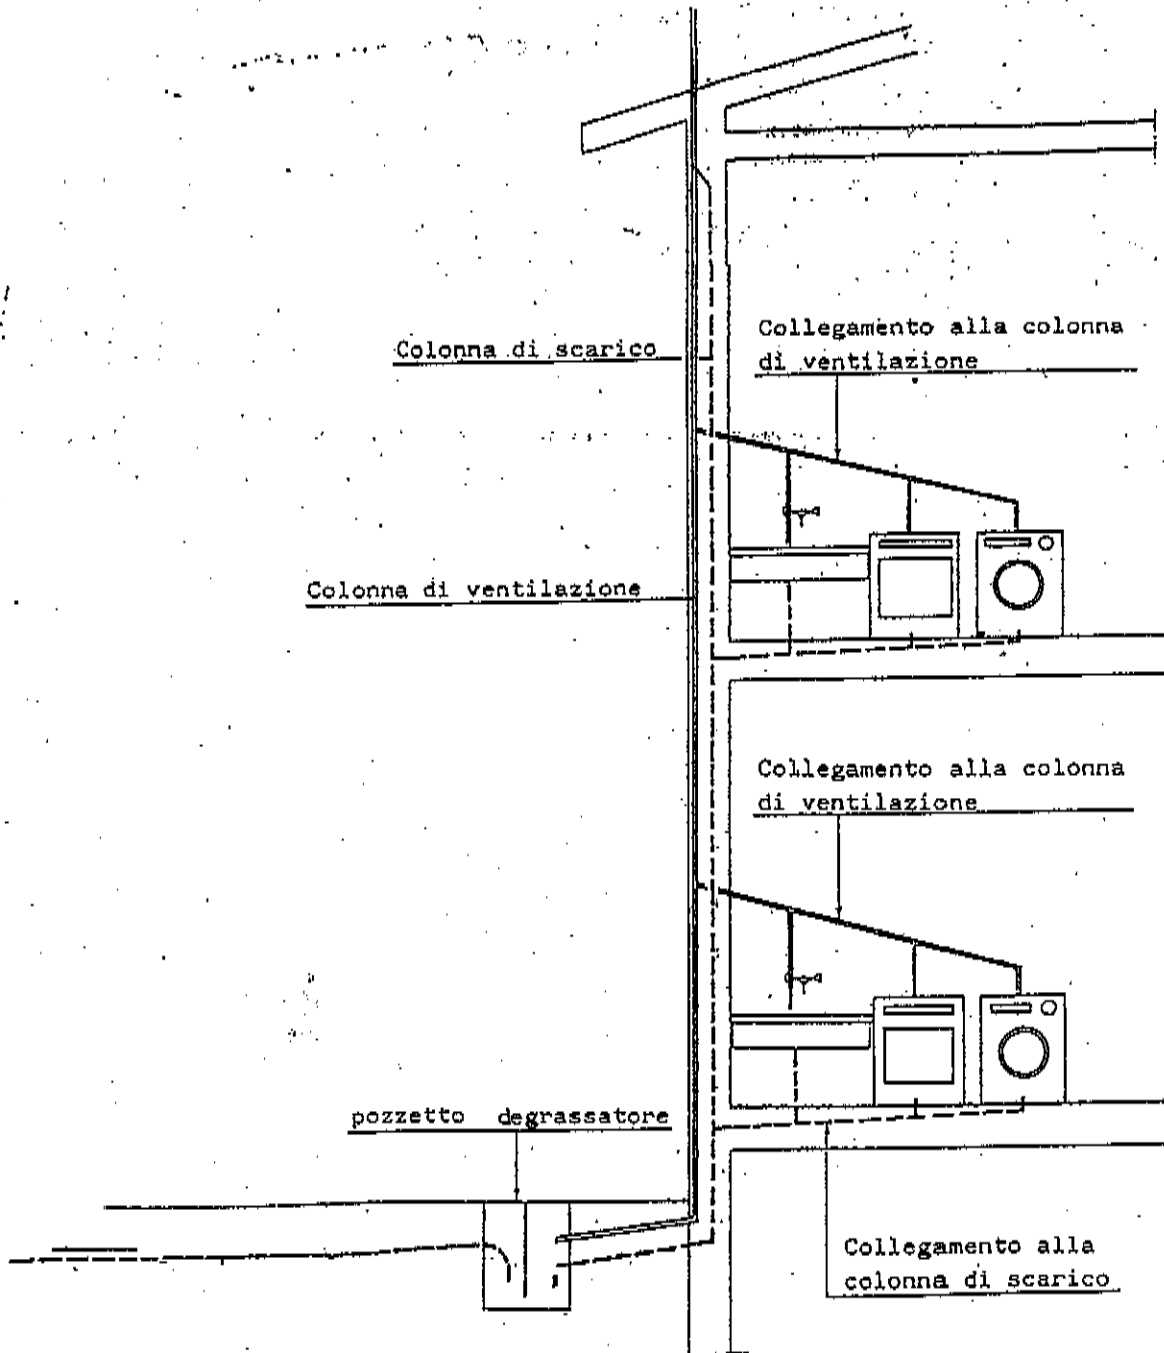 Colonna di scarico
Collegamento alla colonna
di ventilazione
Colonna di ventilazione
Collegamento alla colonna
di ventilazione
pozzetto degrassatore
Collegamento alla
colonna di scarico